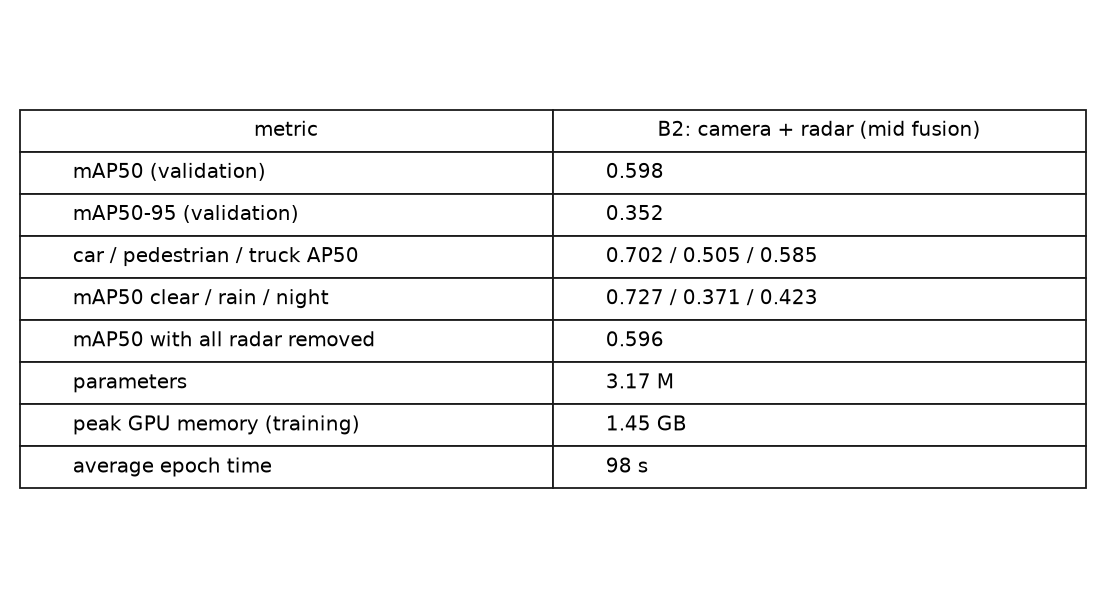 metric B2: camera + radar (mid fusion)
mAP50 (validation) 0.598
mAP50-95 (validation) 0.352
car / pedestrian / truck AP50 0.702 / 0.505 / 0.585
mAP50 clear / rain / night 0.727 / 0.371 / 0.423
mAP50 with all radar removed 0.596
parameters 3.17 M
peak GPU memory (training) 1.45 GB
average epoch time 98 s